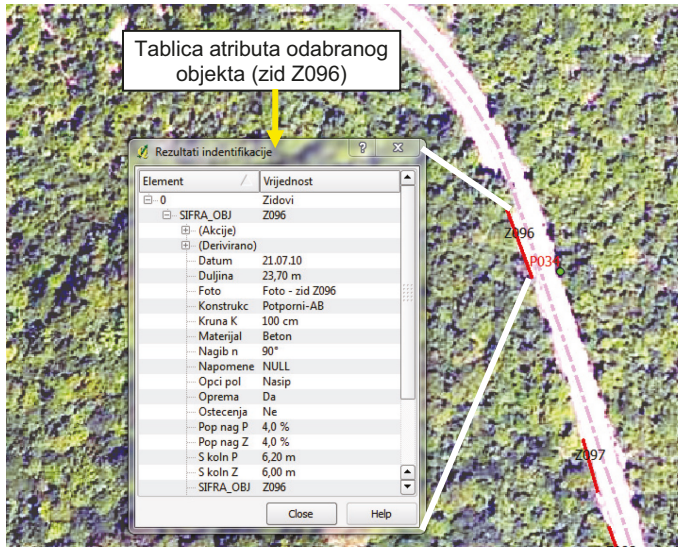 Tablica atributa odabranog
objekta (zid Z096)
Rezultati indentifikacije
Element Vrijednost
0 Zidovi
SIFRA_OBJ Z096
(Akcije)
(Derivirano)
Datum 21.07.10
Duljina 23,70 m
Foto Foto - zid Z096
Konstrukc Potporni-AB
Kruna K 100 cm
Materijal Beton
Nagib n 90°
Napomene NULL
Opci pol Nasip
Oprema Da
Ostecenja Ne
Pop nag P 4,0 %
Pop nag Z 4,0 %
S koln P 6,20 m
S koln Z 6,00 m
SIFRA_OBJ Z096
Close Help
Z096
P034
Z097